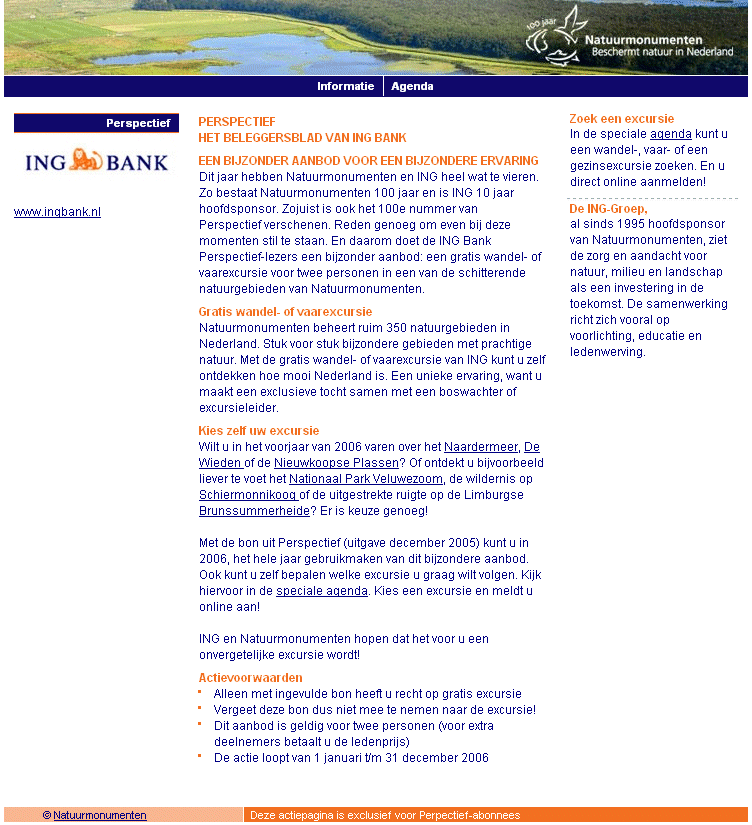 100 jaar
Natuurmonumenten
Beschermt natuur in Nederland
Informatie
Agenda
Perspectief
ING BANK
www.ingbank.nl
PERSPECTIEF
HET BELEGGERSBLAD VAN ING BANK
EEN BIJZONDER AANBOD VOOR EEN BIJZONDERE ERVARING
Dit jaar hebben Natuurmonumenten en ING heel wat te vieren.
Zo bestaat Natuurmonumenten 100 jaar en is ING 10 jaar
hoofdsponsor. Zojuist is ook het 100e nummer van
Perspectief verschenen. Reden genoeg om even bij deze
momenten stil te staan. En daarom doet de ING Bank
Perspectief-lezers een bijzonder aanbod: een gratis wandel- of
vaarexcursie voor twee personen in een van de schitterende
natuurgebieden van Natuurmonumenten.
Gratis wandel- of vaarexcursie
Natuurmonumenten beheert ruim 350 natuurgebieden in
Nederland. Stuk voor stuk bijzondere gebieden met prachtige
natuur. Met de gratis wandel- of vaarexcursie van ING kunt u zelf
ontdekken hoe mooi Nederland is. Een unieke ervaring, want u
maakt een exclusieve tocht samen met een boswachter of
excursieleider.
Kies zelf uw excursie
Wilt u in het voorjaar van 2006 varen over het Naardermeer, De
Wieden of de Nieuwkoopse Plassen? Of ontdekt u bijvoorbeeld
liever te voet het Nationaal Park Veluwezoom, de wildernis op
Schiermonnikoog of de uitgestrekte ruigte op de Limburgse
Brunssummerheide? Er is keuze genoeg!
Met de bon uit Perspectief (uitgave december 2005) kunt u in
2006, het hele jaar gebruikmaken van dit bijzondere aanbod.
Ook kunt u zelf bepalen welke excursie u graag wilt volgen. Kijk
hiervoor in de speciale agenda. Kies een excursie en meldt u
online aan!
ING en Natuurmonumenten hopen dat het voor u een
onvergetelijke excursie wordt!
Actievoorwaarden
Alleen met ingevulde bon heeft u recht op gratis excursie
Vergeet deze bon dus niet mee te nemen naar de excursie!
Dit aanbod is geldig voor twee personen (voor extra
deelnemers betaalt u de ledenprijs)
De actie loopt van 1 januari t/m 31 december 2006
Zoek een excursie
In de speciale agenda kunt u
een wandel-, vaar- of een
gezinsexcursie zoeken. En u
direct online aanmelden!
De ING-Groep,
al sinds 1995 hoofdsponsor
van Natuurmonumenten, ziet
de zorg en aandacht voor
natuur, milieu en landschap
als een investering in de
toekomst. De samenwerking
richt zich vooral op
voorlichting, educatie en
ledenwerving.
© Natuurmonumenten
Deze actiepagina is exclusief voor Perpectief-abonnees